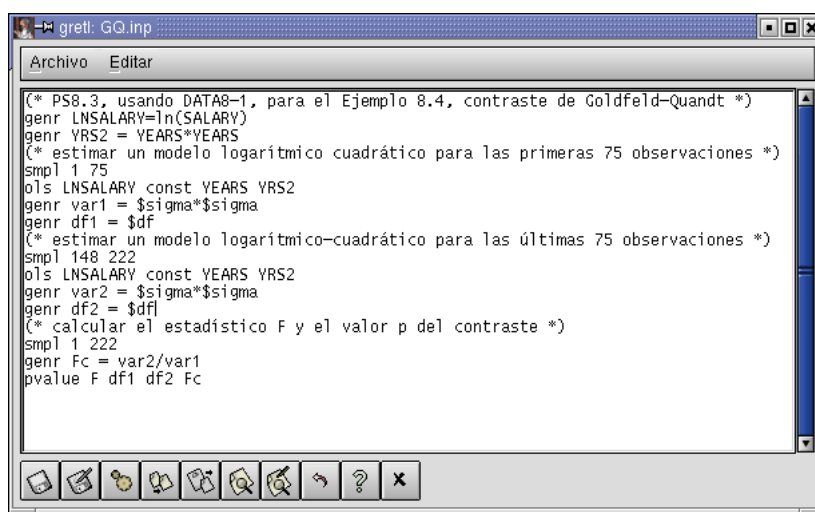 gretl: GQ.inp
Archivo Editar
(* PS8.3, usando DATA8-1, para el Ejemplo 8.4, contraste de Goldfeld-Quandt *)
genr LNSALARY=ln(SALARY)
genr YRS2 = YEARS*YEARS
(* estimar un modelo logarítmico cuadrático para las primeras 75 observaciones *)
smpl 1 75
ols LNSALARY const YEARS YRS2
genr var1 = $sigma*$sigma
genr df1 = $df
(* estimar un modelo logarítmico-cuadrático para las últimas 75 observaciones *)
smpl 148 222
ols LNSALARY const YEARS YRS2
genr var2 = $sigma*$sigma
genr df2 = $df
(* calcular el estadístico F y el valor p del contraste *)
smpl 1 222
genr Fc = var2/var1
pvalue F df1 df2 Fc